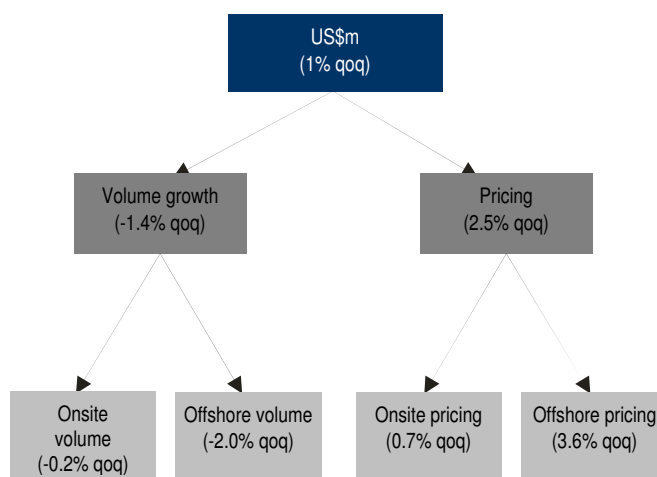 US$m
(1% qoq)
Volume growth
(-1.4% qoq)
Pricing
(2.5% qoq)
Onsite
volume
(-0.2% qoq)
Offshore volume
(-2.0% qoq)
Onsite pricing
(0.7% qoq)
Offshore pricing
(3.6% qoq)